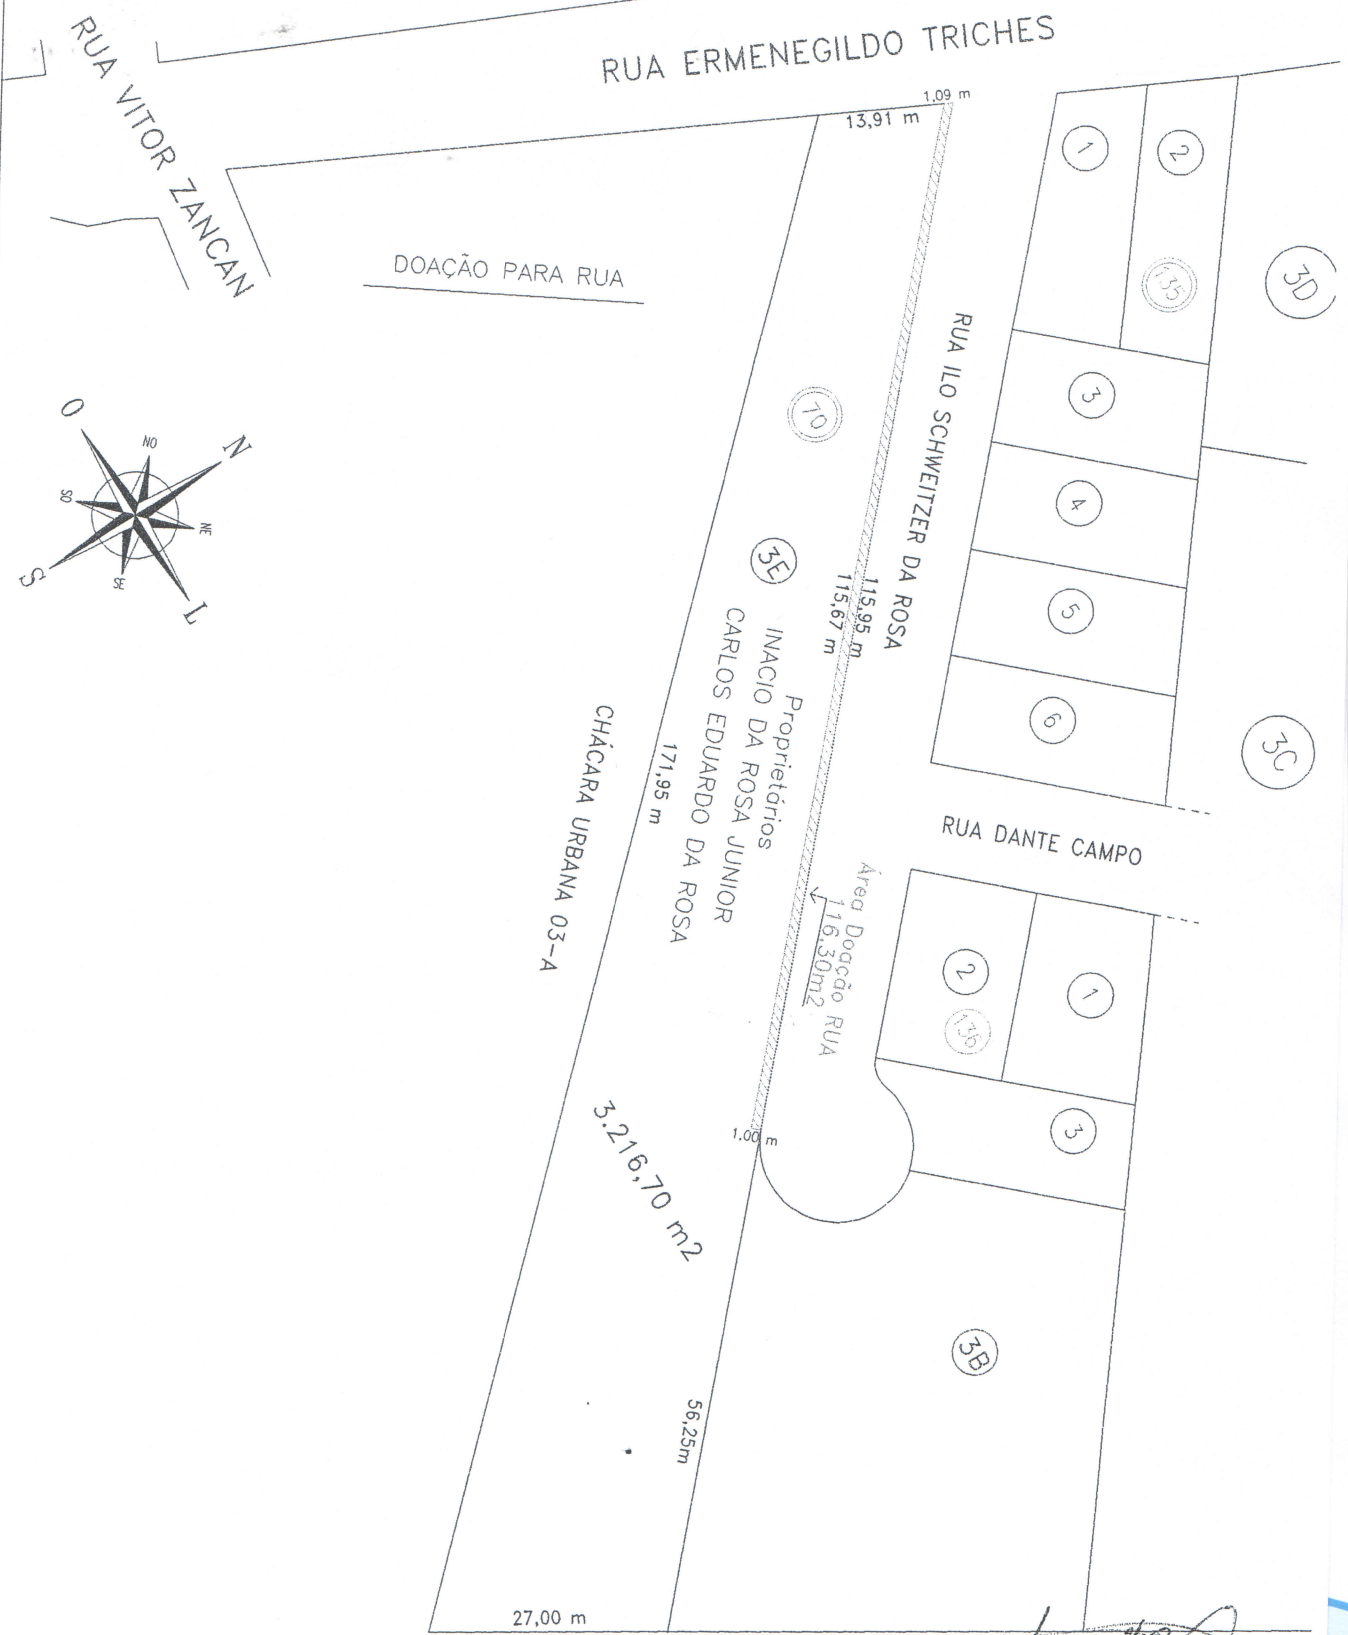 RUA ERMENEGILDO TRICHES
RUA VITOR ZANCAN
1.09 m
13,91 m
1
2
135
3D
DOAÇÃO PARA RUA
RUA ILO SCHWEITZER DA ROSA
3
70
4
O
NO
N
SO
NE
S
SE
L
3E
115,95 m
115,67 m
5
6
3C
Proprietários
INACIO DA ROSA JUNIOR
CARLOS EDUARDO DA ROSA
171,95 m
CHÁCARA URBANA 03-A
RUA DANTE CAMPO
Área Doação RUA
116,30m2
2
1
136
3
1.00 m
3.216,70 m2
3B
56,25m
27,00 m